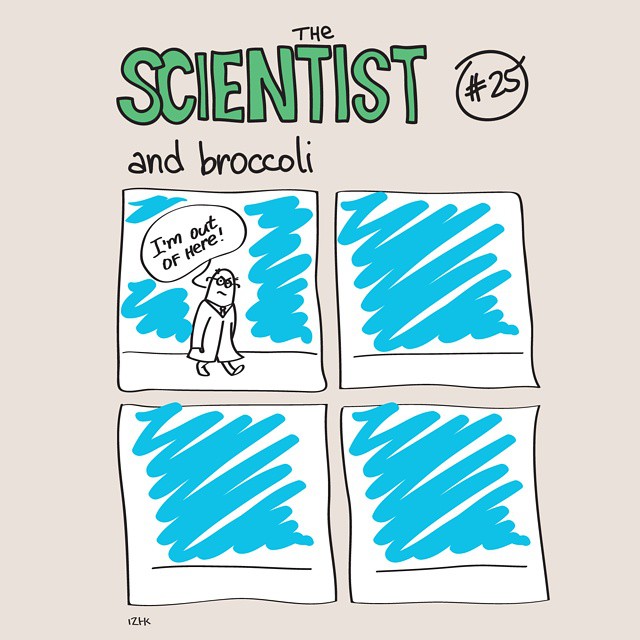 THE
SCIENTIST
#25
and broccoli
I'm out
OF HERE!
IZHK